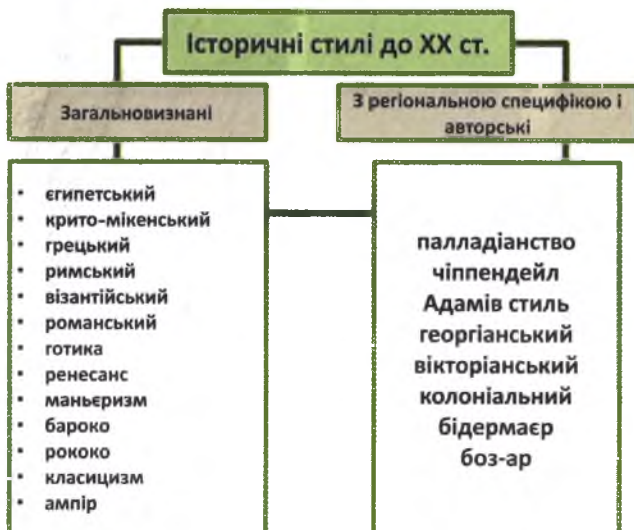 Історичні стилі до ХХ ст.
Загальновизнані
З регіональною специфікою і
авторські
• єгипетський
• крито-мікенський
• грецький
• римський
• візантійський
• романський
• готика
• ренесанс
• маньєризм
• бароко
• рококо
• класицизм
• ампір
палладіанство
чіппендейл
Адамів стиль
георгіанський
вікторіанський
колоніальний
бідермаєр
боз-ар